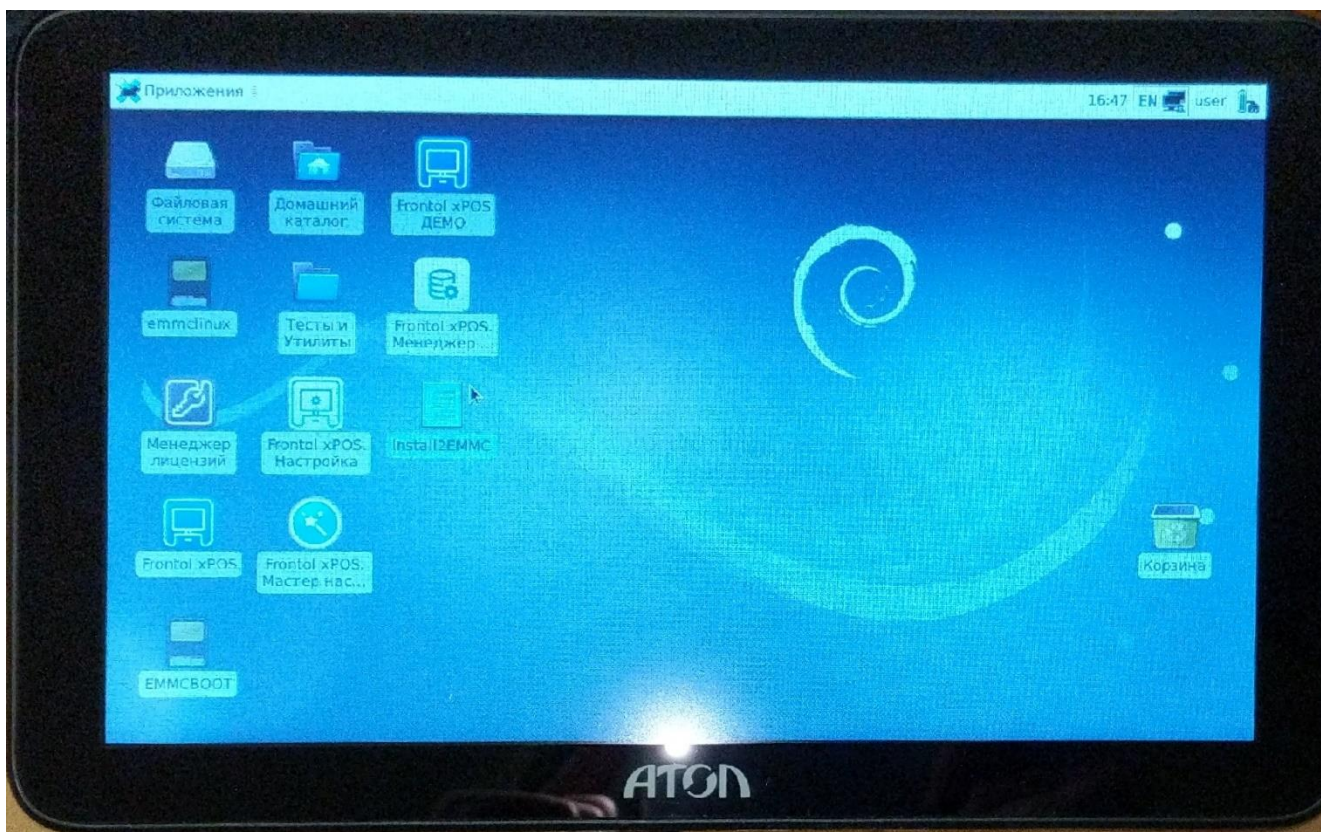 Приложения
16:47 EN user
Файловая
система
Домашний
каталог
Frontol xPOS
ДЕМО
emmclinux
Тесты и
Утилиты
Frontol xPOS.
Менеджер ...
Менеджер
лицензий
Frontol xPOS.
Настройка
Install2EMMC
Frontol xPOS.
Frontol xPOS.
Мастер нас...
Корзина
EMMCBOOT
ATOL